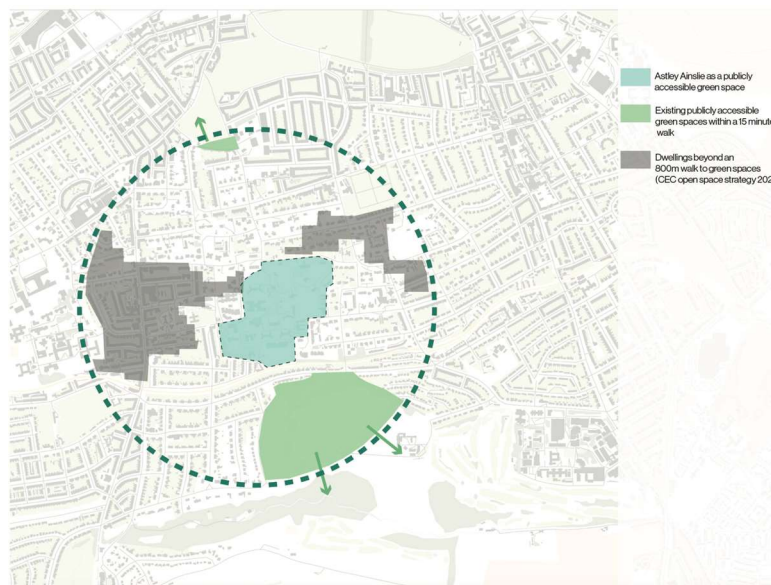 Astley Ainslie as a publicly
accessible green space
Existing publicly accessible
green spaces within a 15 minute
walk
Dwellings beyond an
800m walk to green spaces
(CEC open space strategy 202